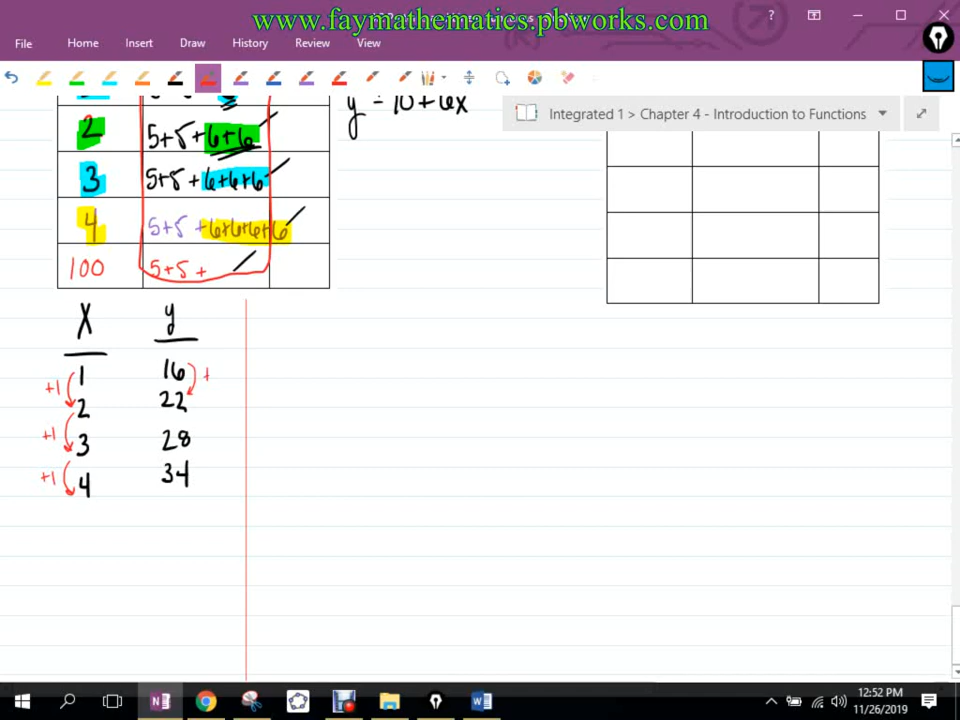 www.faymathematics.pbworks.com
File Home Insert Draw History Review View
y = 10 + 6x
Integrated 1 > Chapter 4 - Introduction to Functions
2 5+5+6+6
3 5+5+6+6+6
4 5+5+6+6+6+6
100 5+5+
X y
1 16 +
+1
2 22
+1
3 28
+1
4 34
12:52 PM
11/26/2019